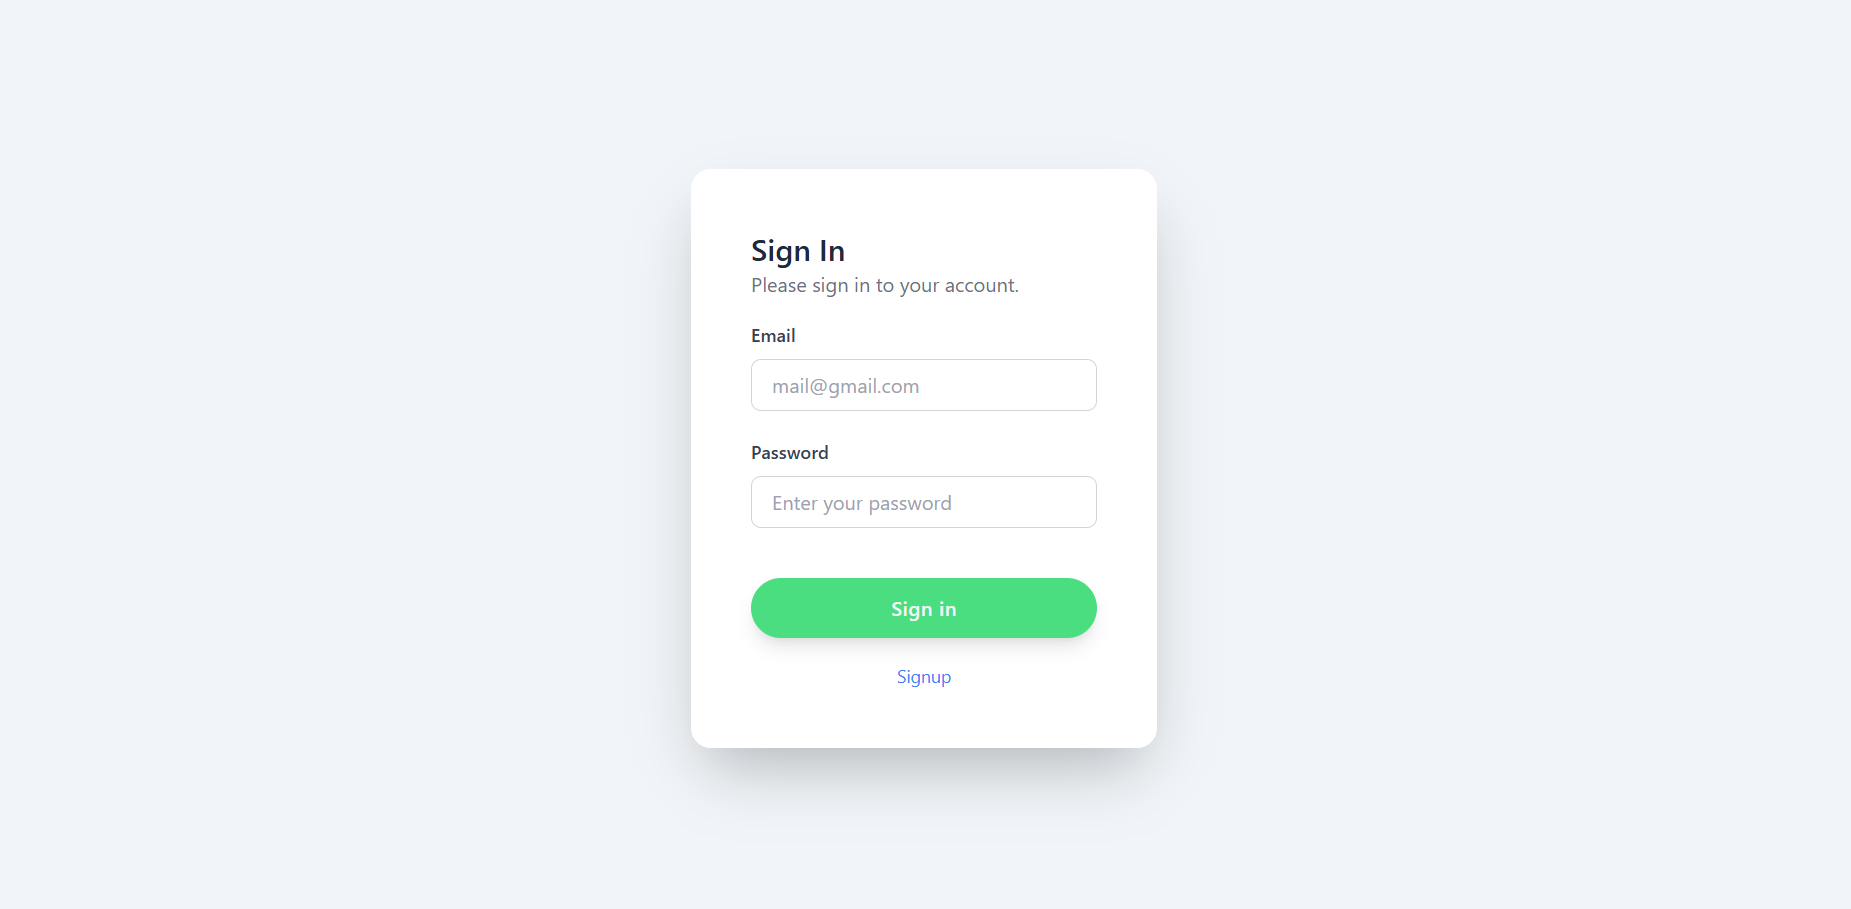 Sign In
Please sign in to your account.
Email
mail@gmail.com
Password
Enter your password
Sign in
Signup